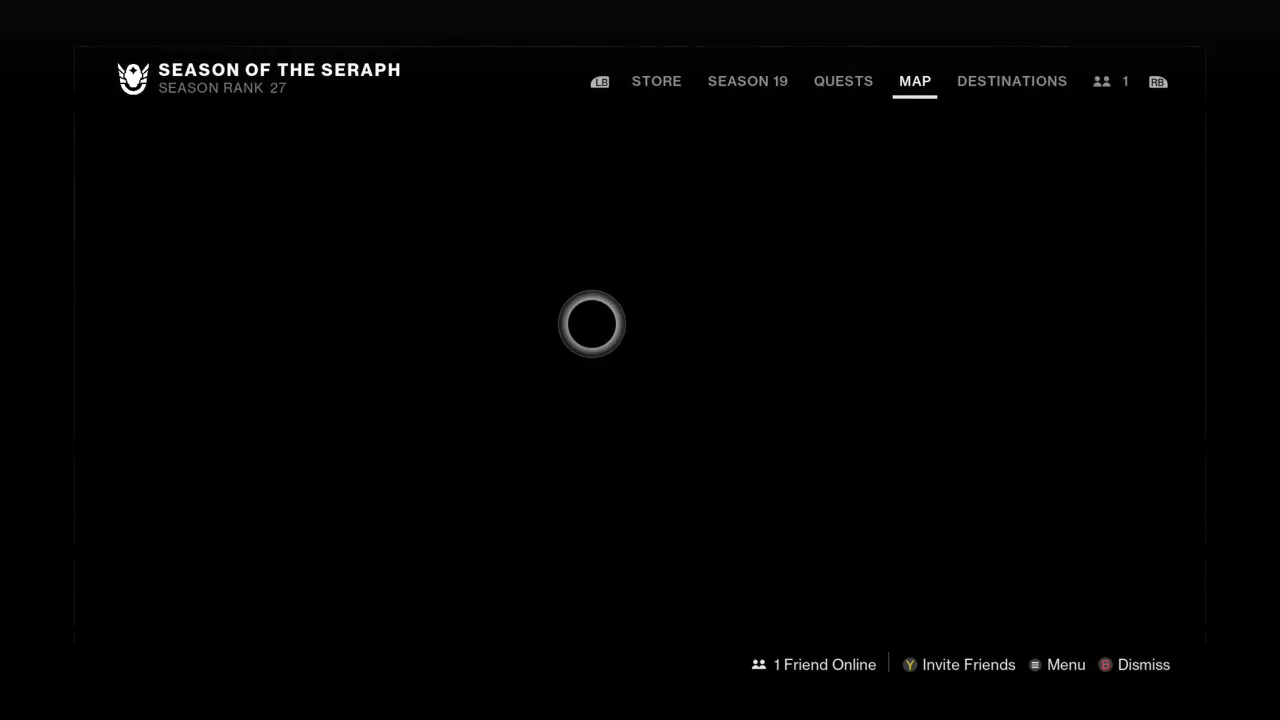 SEASON OF THE SERAPH
SEASON RANK 27
LB STORE SEASON 19 QUESTS MAP DESTINATIONS 1 RB
1 Friend Online Y Invite Friends Menu B Dismiss